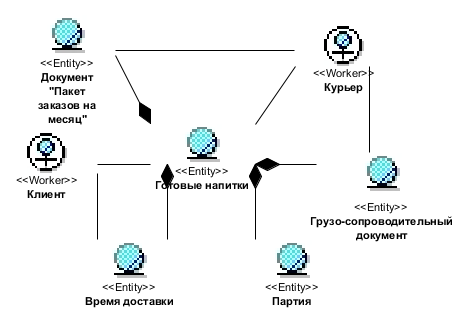 <<Entity>>
Документ
"Пакет
заказов на
месяц"
<<Worker>>
Курьер
<<Entity>>
Готовые напитки
<<Worker>>
Клиент
<<Entity>>
Грузо-сопроводительный
документ
<<Entity>>
Время доставки
<<Entity>>
Партия